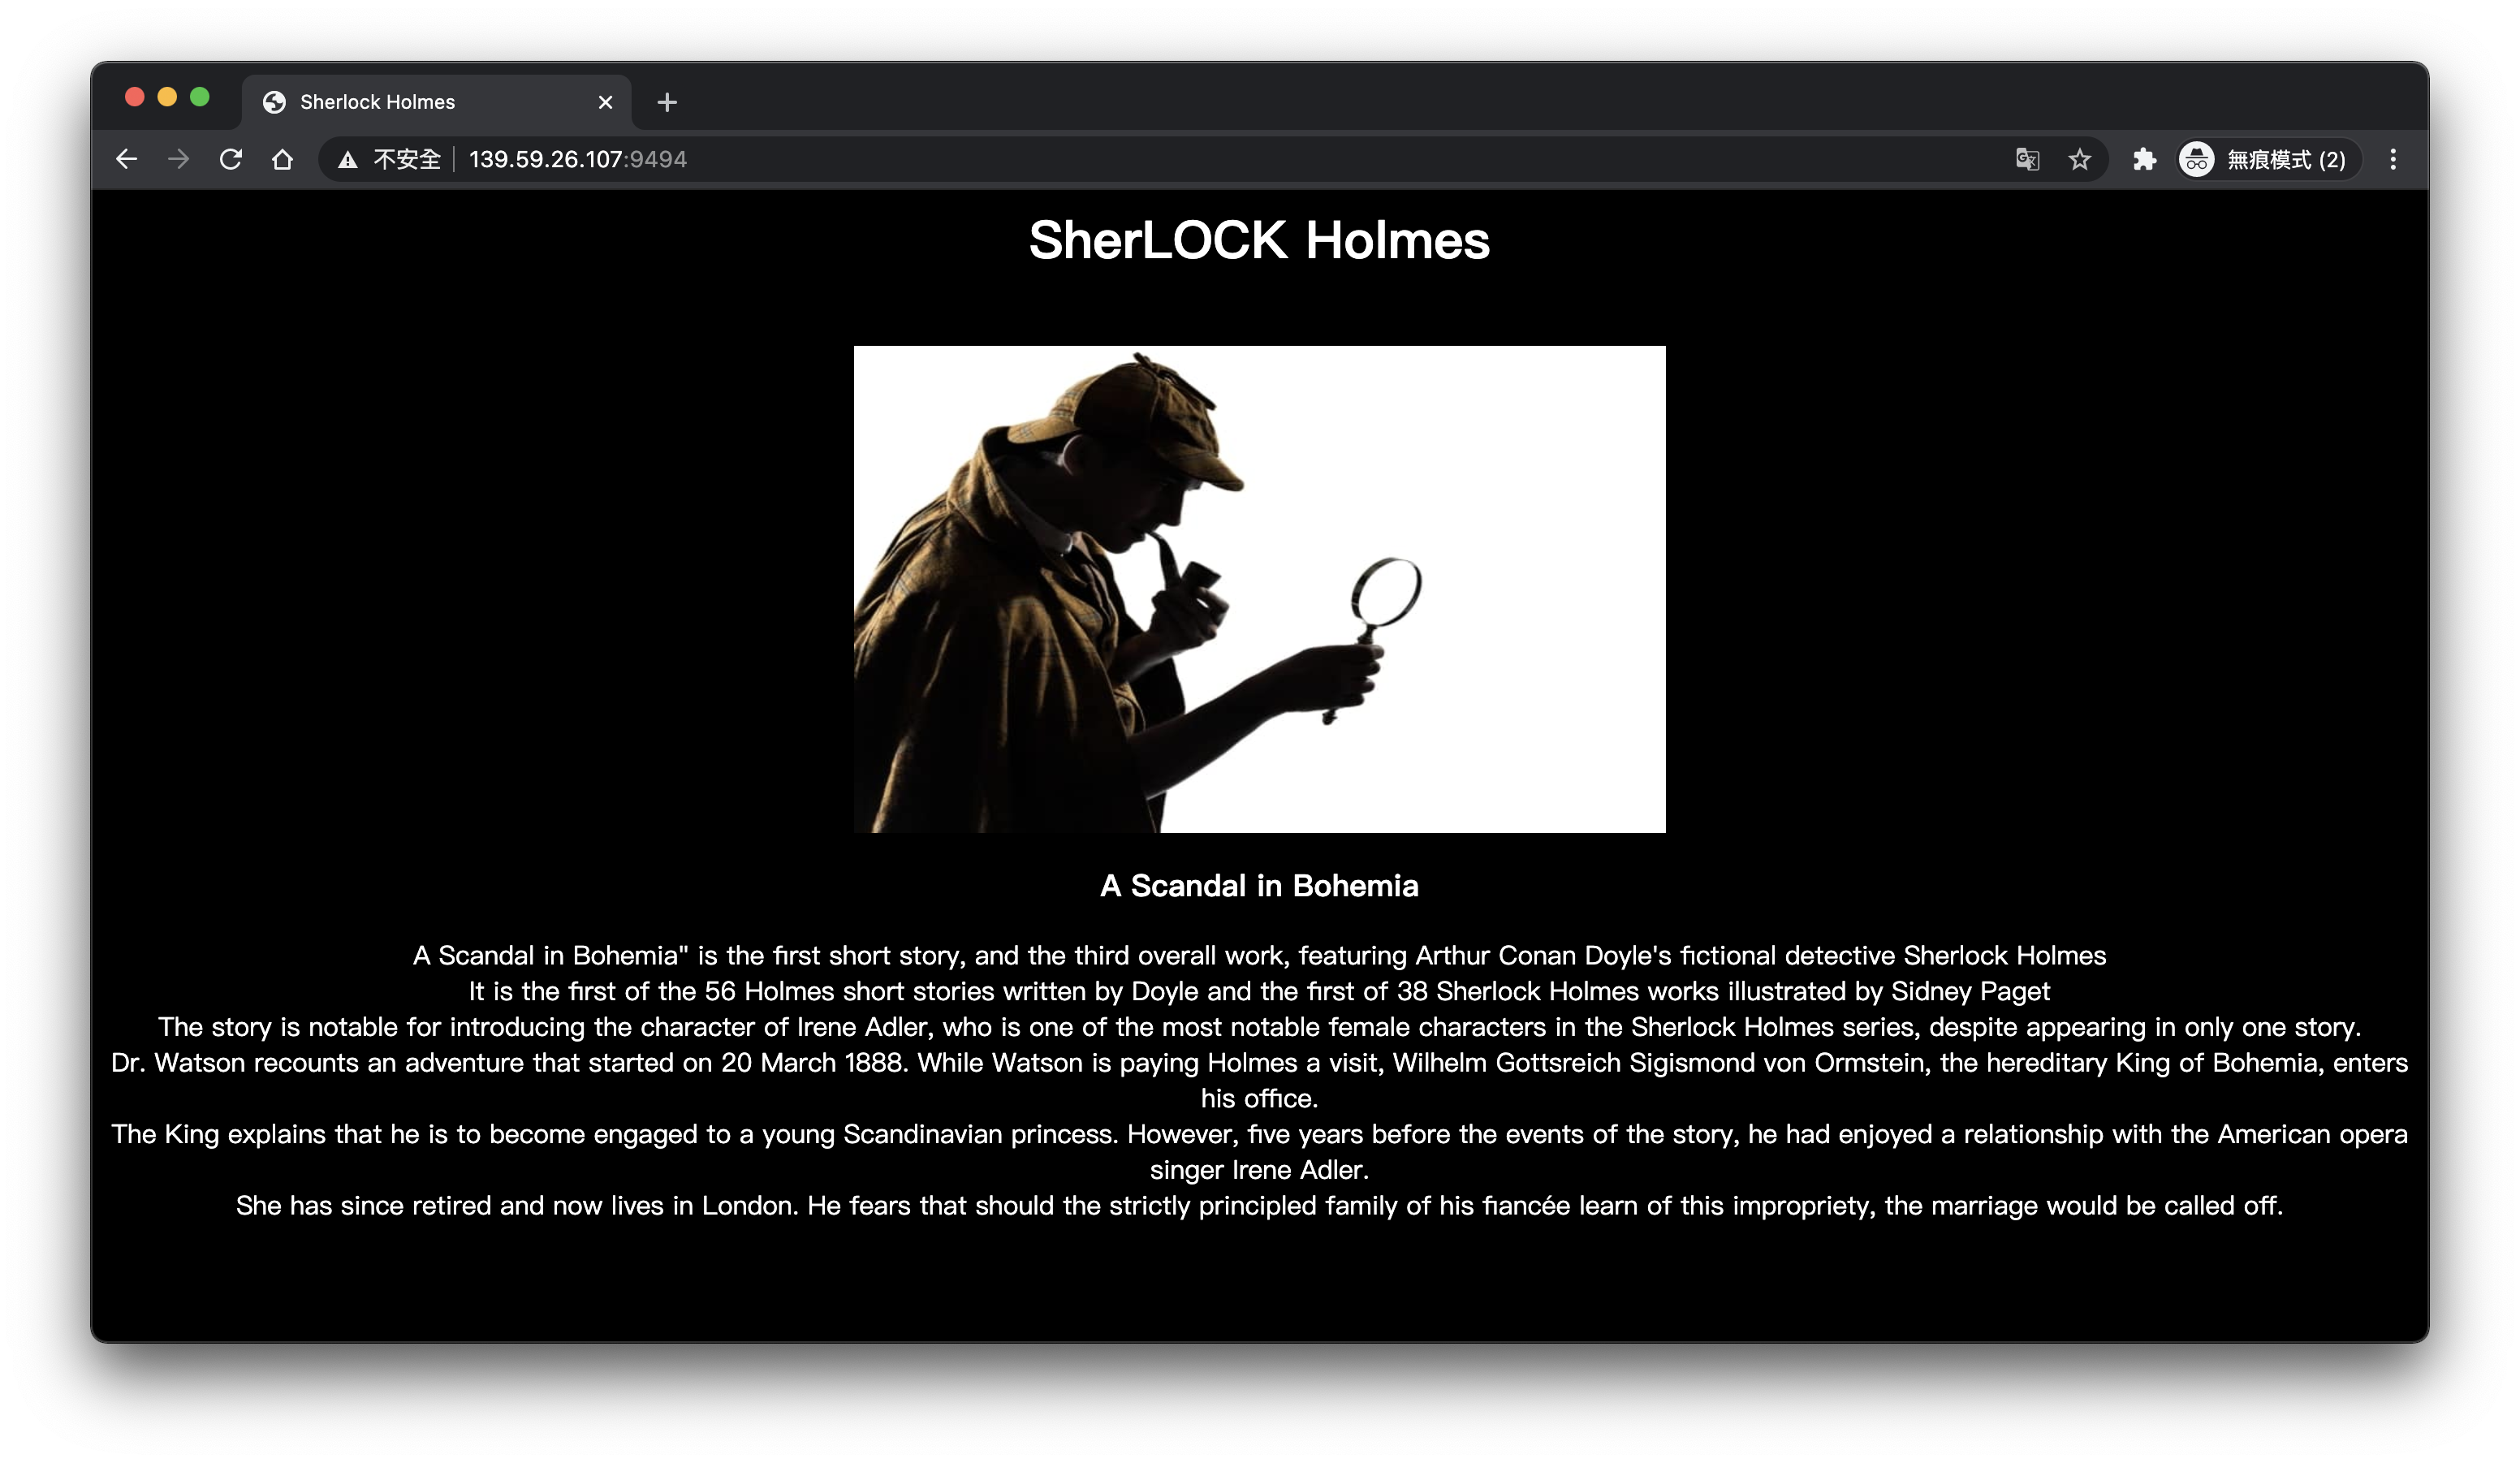 Sherlock Holmes
不安全 139.59.26.107:9494
無痕模式 (2)
SherLOCK Holmes
A Scandal in Bohemia
A Scandal in Bohemia" is the first short story, and the third overall work, featuring Arthur Conan Doyle's fictional detective Sherlock Holmes
It is the first of the 56 Holmes short stories written by Doyle and the first of 38 Sherlock Holmes works illustrated by Sidney Paget
The story is notable for introducing the character of Irene Adler, who is one of the most notable female characters in the Sherlock Holmes series, despite appearing in only one story.
Dr. Watson recounts an adventure that started on 20 March 1888. While Watson is paying Holmes a visit, Wilhelm Gottsreich Sigismond von Ormstein, the hereditary King of Bohemia, enters
his office.
The King explains that he is to become engaged to a young Scandinavian princess. However, five years before the events of the story, he had enjoyed a relationship with the American opera
singer Irene Adler.
She has since retired and now lives in London. He fears that should the strictly principled family of his fiancée learn of this impropriety, the marriage would be called off.